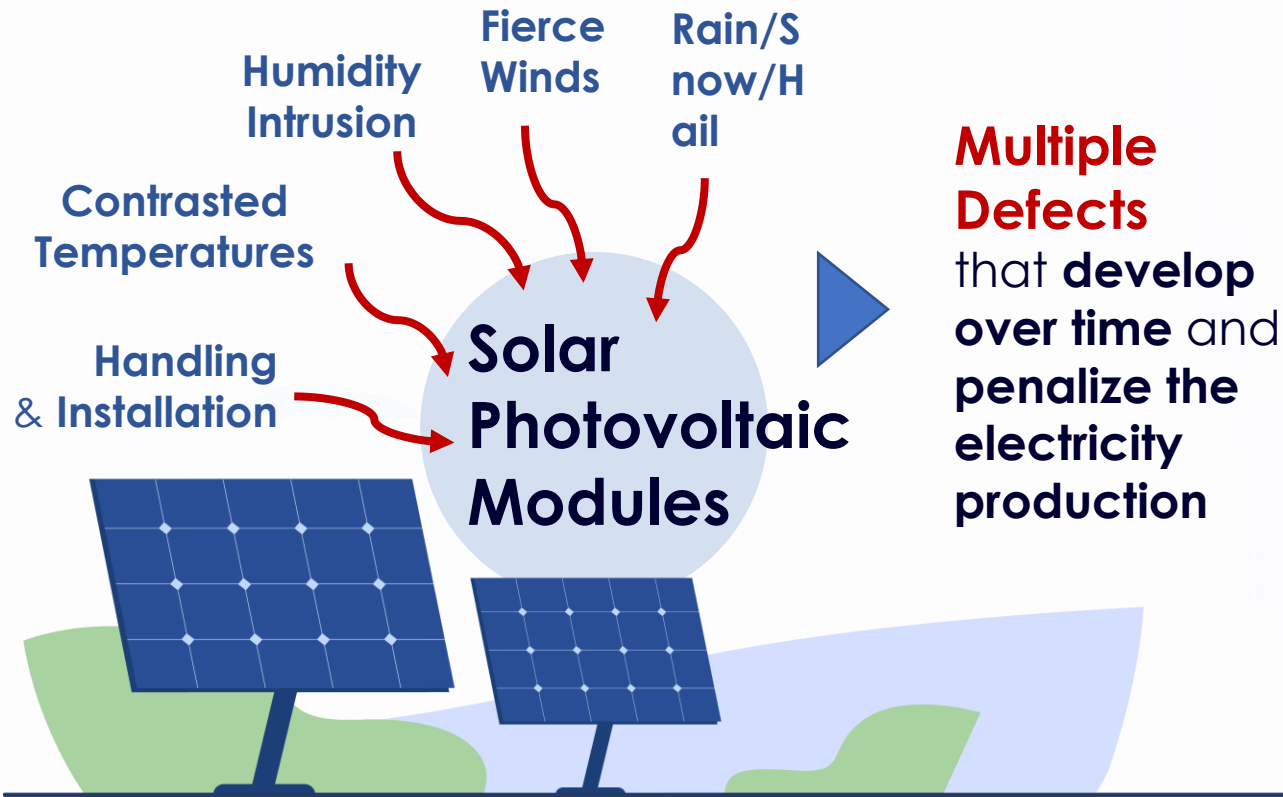 Fierce
Winds
Rain/S
now/H
ail
Humidity
Intrusion
Contrasted
Temperatures
Handling
& Installation
Solar
Photovoltaic
Modules
Multiple
Defects
that develop
over time and
penalize the
electricity
production